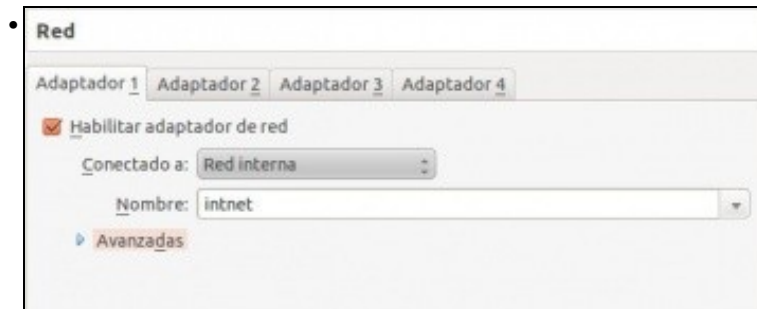 Red
Adaptador 1 Adaptador 2 Adaptador 3 Adaptador 4
Habilitar adaptador de red
Conectado a: Red interna
Nombre: intnet
Avanzadas